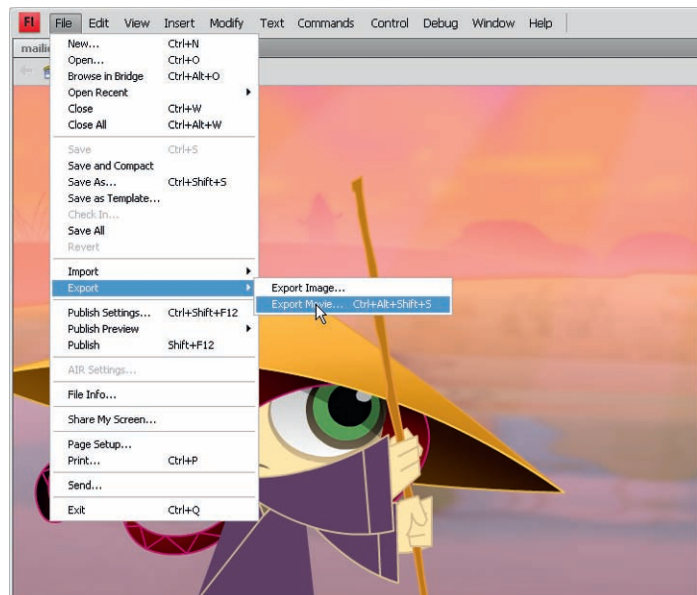 Fl File Edit View Insert Modify Text Commands Control Debug Window Help
New... Ctrl+N
Open... Ctrl+O
Browse in Bridge Ctrl+Alt+O
Open Recent
Close Ctrl+W
Close All Ctrl+Alt+W
Save Ctrl+S
Save and Compact
Save As... Ctrl+Shift+S
Save as Template...
Check In...
Save All
Revert
Import
Export
Export Image...
Export Movie... Ctrl+Alt+Shift+S
Publish Settings... Ctrl+Shift+F12
Publish Preview
Publish Shift+F12
AIR Settings...
File Info...
Share My Screen...
Page Setup...
Print... Ctrl+P
Send...
Exit Ctrl+Q